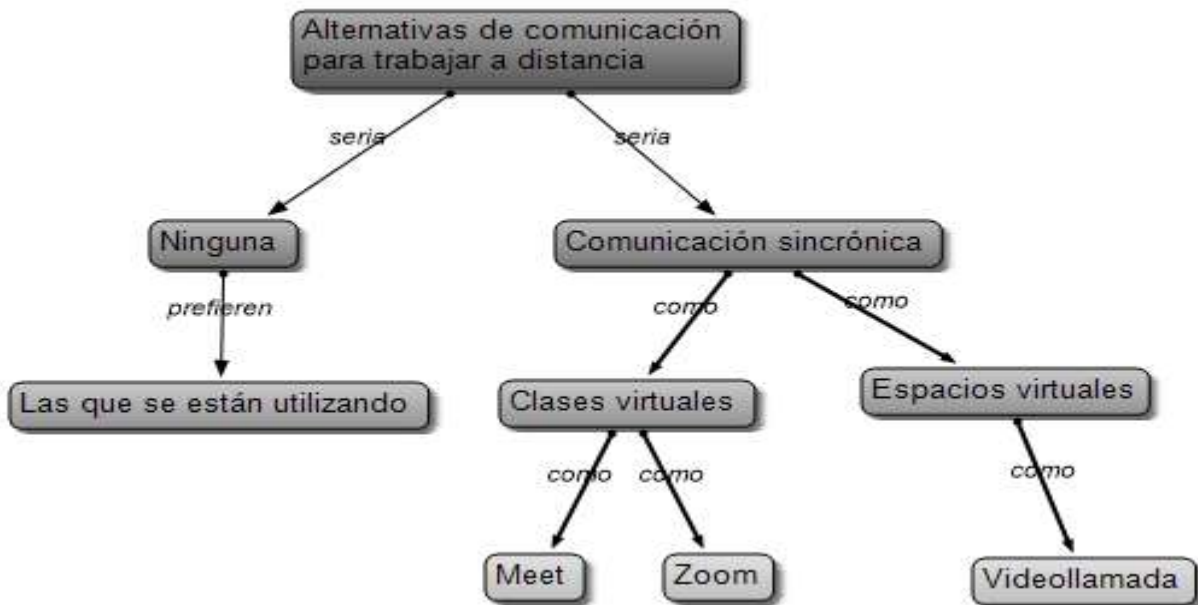 Alternativas de comunicación
para trabajar a distancia
seria
seria
Ninguna
Comunicación sincrónica
prefieren
como
como
Las que se están utilizando
Clases virtuales
Espacios virtuales
como
como
como
Meet
Zoom
Videollamada